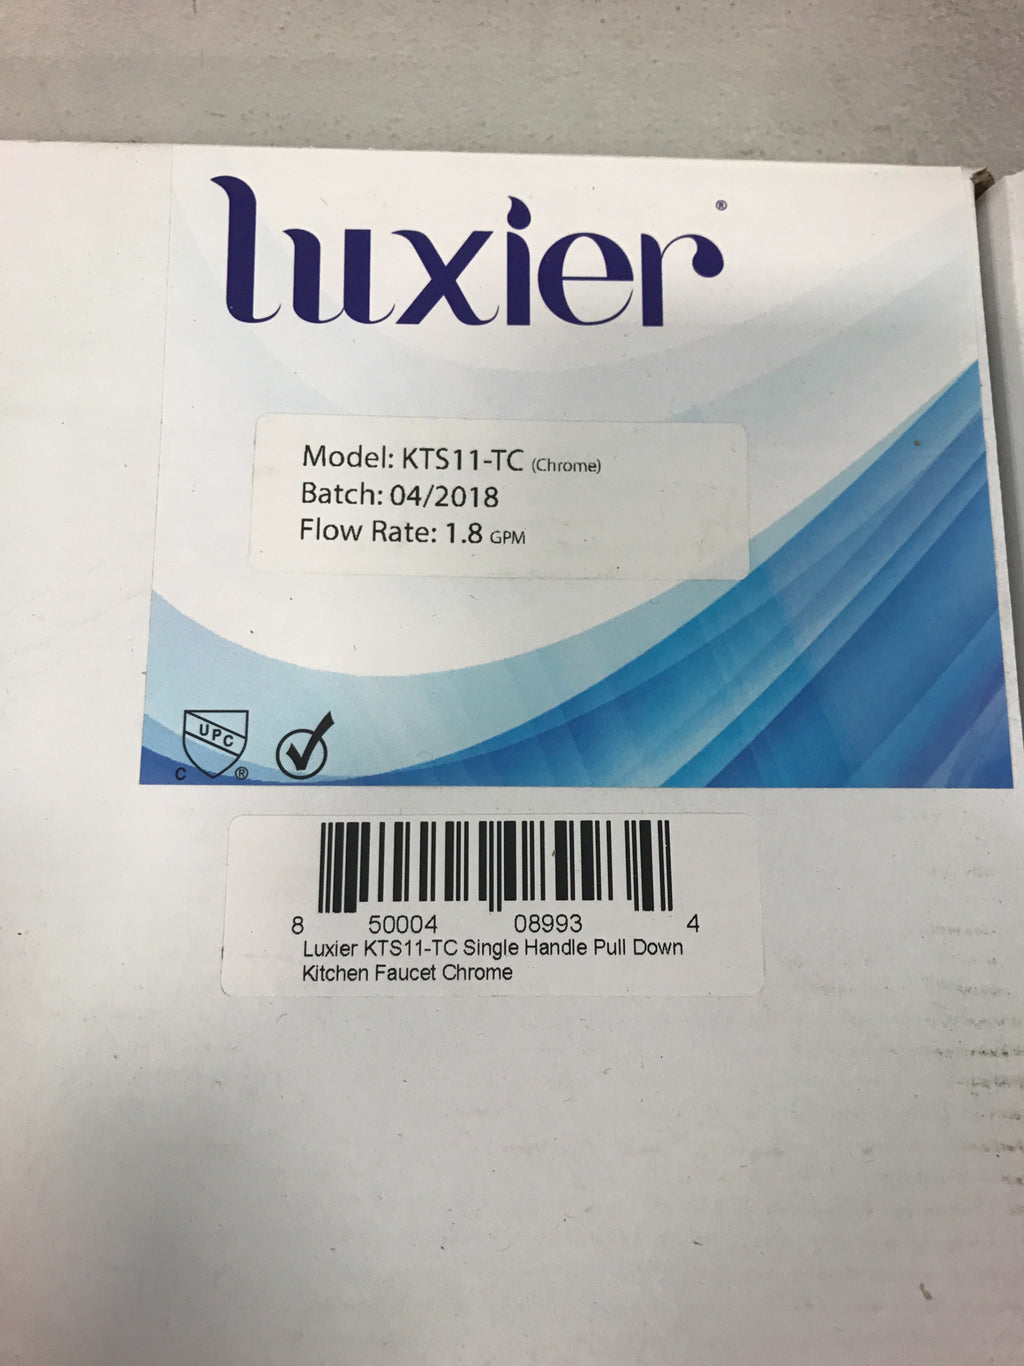 luxier®
Model: KTS11-TC (Chrome)
Batch: 04/2018
Flow Rate: 1.8 GPM
UPC
C ®
8 50004 08993 4
Luxier KTS11-TC Single Handle Pull Down
Kitchen Faucet Chrome